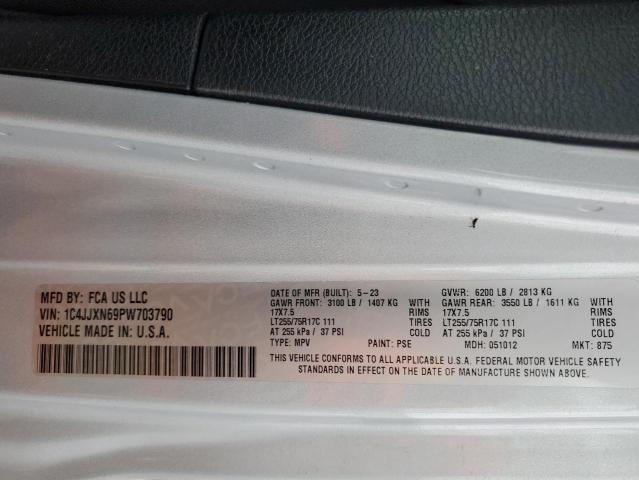 MFD BY: FCA US LLC
VIN: 1C4JJXN69PW703790
VEHICLE MADE IN U.S.A.
DATE OF MFR (BUILT): 5-23 GVWR: 6200 LB / 2813 KG
GAWR FRONT: 3100 LB / 1407 KG WITH GAWR REAR: 3550 LB / 1611 KG WITH
17X7.5 RIMS 17X7.5 RIMS
LT255/75R17C 111 TIRES LT255/75R17C 111 TIRES
AT 255 kPa / 37 PSI COLD AT 255 kPa / 37 PSI COLD
TYPE: MPV PAINT: PSE MDH: 051012 MKT: 875
THIS VEHICLE CONFORMS TO ALL APPLICABLE U.S.A. FEDERAL MOTOR VEHICLE SAFETY
STANDARDS IN EFFECT ON THE DATE OF MANUFACTURE SHOWN ABOVE.